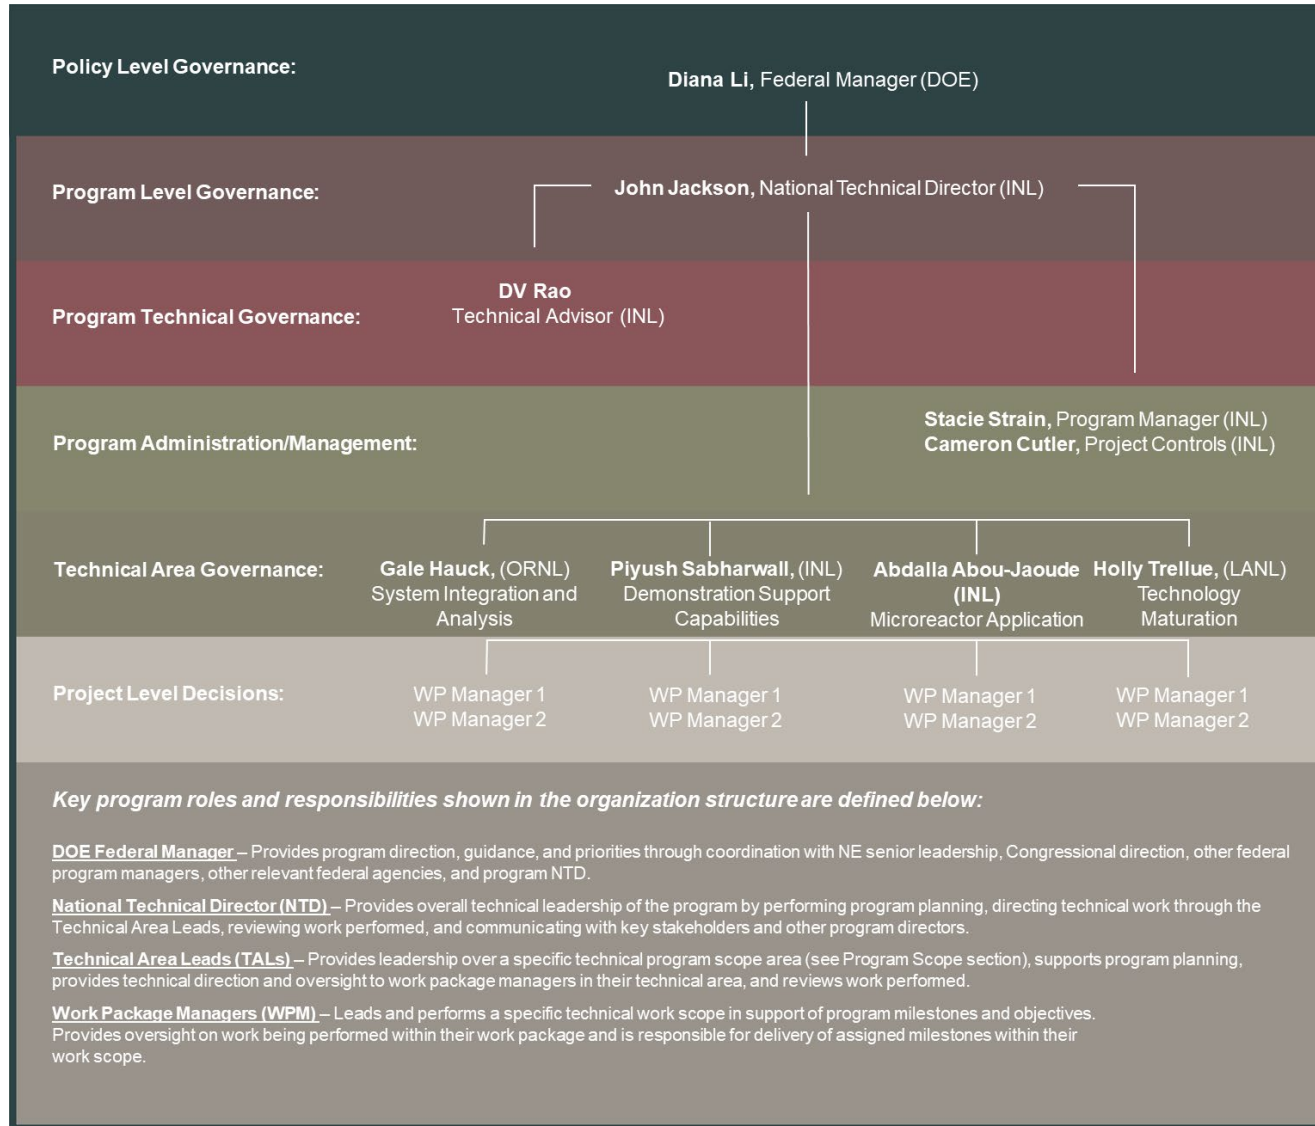 Policy Level Governance:
Diana Li, Federal Manager (DOE)
Program Level Governance:
John Jackson, National Technical Director (INL)
Program Technical Governance:
DV Rao
Technical Advisor (INL)
Program Administration/Management:
Stacie Strain, Program Manager (INL)
Cameron Cutler, Project Controls (INL)
Technical Area Governance:
Gale Hauck, (ORNL)
System Integration and
Analysis
Piyush Sabharwall, (INL)
Demonstration Support
Capabilities
Abdalla Abou-Jaoude
(INL)
Microreactor Application
Holly Trellue, (LANL)
Technology
Maturation
Project Level Decisions:
WP Manager 1
WP Manager 2
WP Manager 1
WP Manager 2
WP Manager 1
WP Manager 2
WP Manager 1
WP Manager 2
Key program roles and responsibilities shown in the organization structure are defined below:
DOE Federal Manager – Provides program direction, guidance, and priorities through coordination with NE senior leadership, Congressional direction, other federal
program managers, other relevant federal agencies, and program NTD.
National Technical Director (NTD) – Provides overall technical leadership of the program by performing program planning, directing technical work through the
Technical Area Leads, reviewing work performed, and communicating with key stakeholders and other program directors.
Technical Area Leads (TALs) – Provides leadership over a specific technical program scope area (see Program Scope section), supports program planning,
provides technical direction and oversight to work package managers in their technical area, and reviews work performed.
Work Package Managers (WPM) – Leads and performs a specific technical work scope in support of program milestones and objectives.
Provides oversight on work being performed within their work package and is responsible for delivery of assigned milestones within their
work scope.